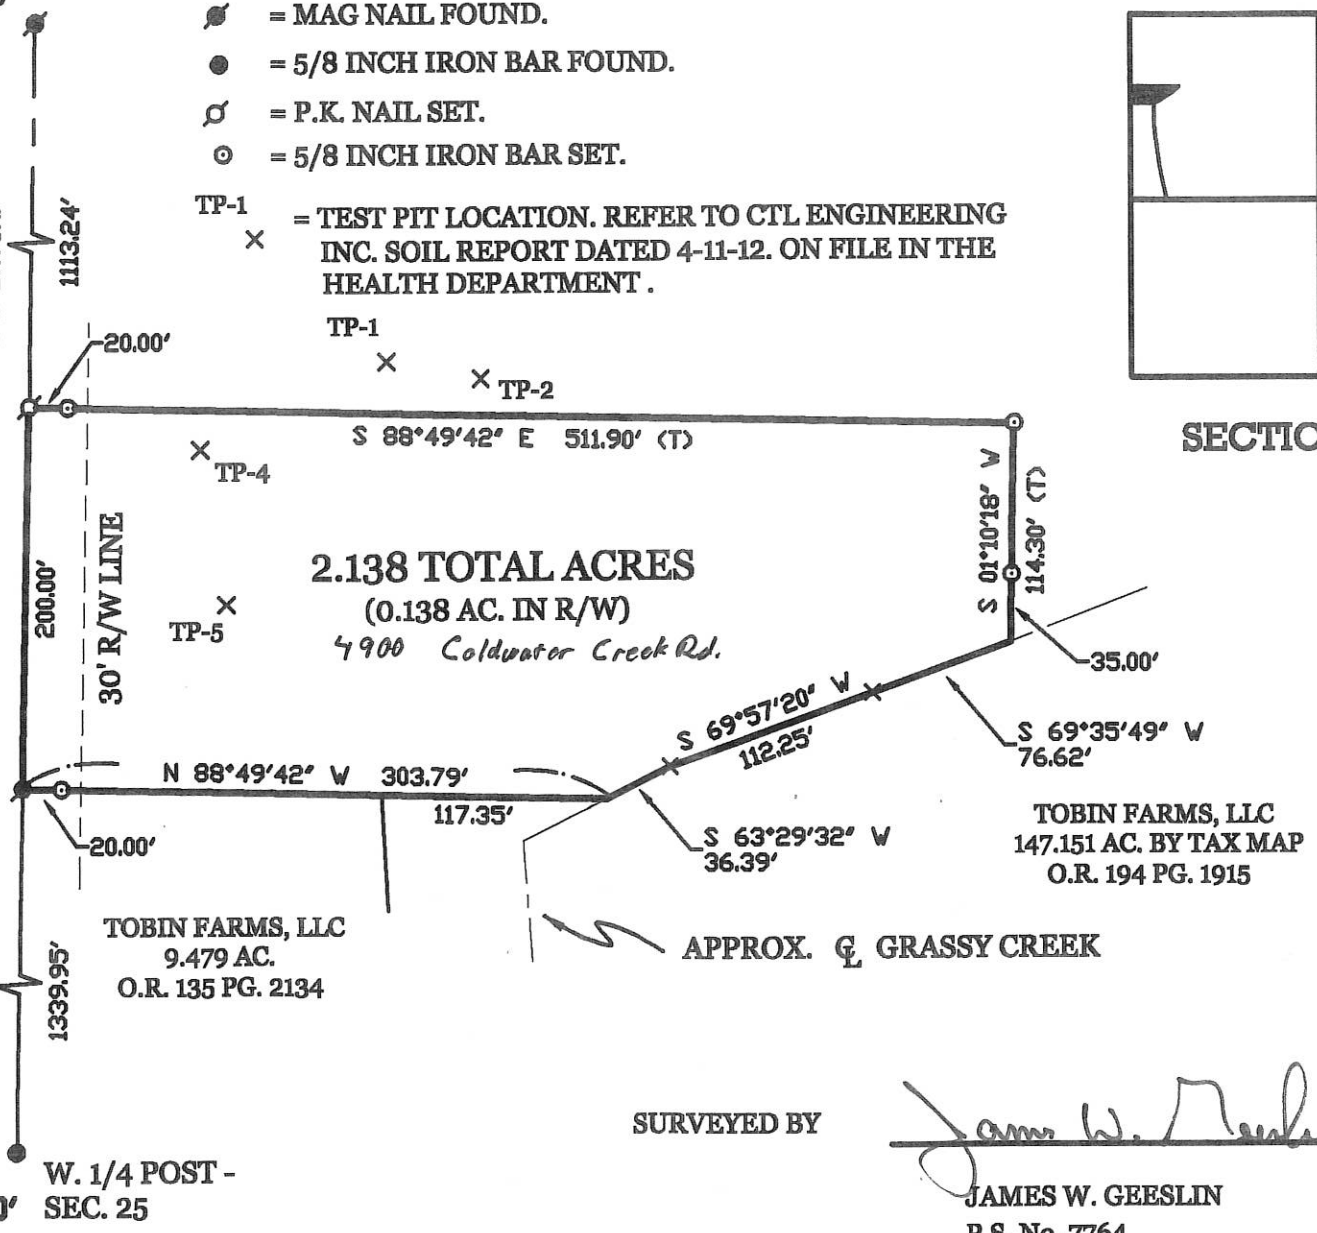 = MAG NAIL FOUND.
= 5/8 INCH IRON BAR FOUND.
= P.K. NAIL SET.
= 5/8 INCH IRON BAR SET.
TP-1
= TEST PIT LOCATION. REFER TO CTL ENGINEERING
INC. SOIL REPORT DATED 4-11-12. ON FILE IN THE
HEALTH DEPARTMENT .
1113.24'
TP-1
20.00'
TP-2
S 88°49'42" E 511.90' (T)
SECTIO
TP-4
S 01°10'18" W
114.30' (T)
30' R/W LINE
200.00'
2.138 TOTAL ACRES
(0.138 AC. IN R/W)
4900 Coldwater Creek Rd.
TP-5
35.00'
S 69°57'20" W
112.25'
S 69°35'49" W
76.62'
N 88°49'42" W 303.79'
117.35'
20.00'
S 63°29'32" W
36.39'
TOBIN FARMS, LLC
147.151 AC. BY TAX MAP
O.R. 194 PG. 1915
TOBIN FARMS, LLC
9.479 AC.
O.R. 135 PG. 2134
APPROX. ℄ GRASSY CREEK
1339.95'
SURVEYED BY
James W. Geesli
W. 1/4 POST -
SEC. 25
JAMES W. GEESLIN
P.S. No. 7764